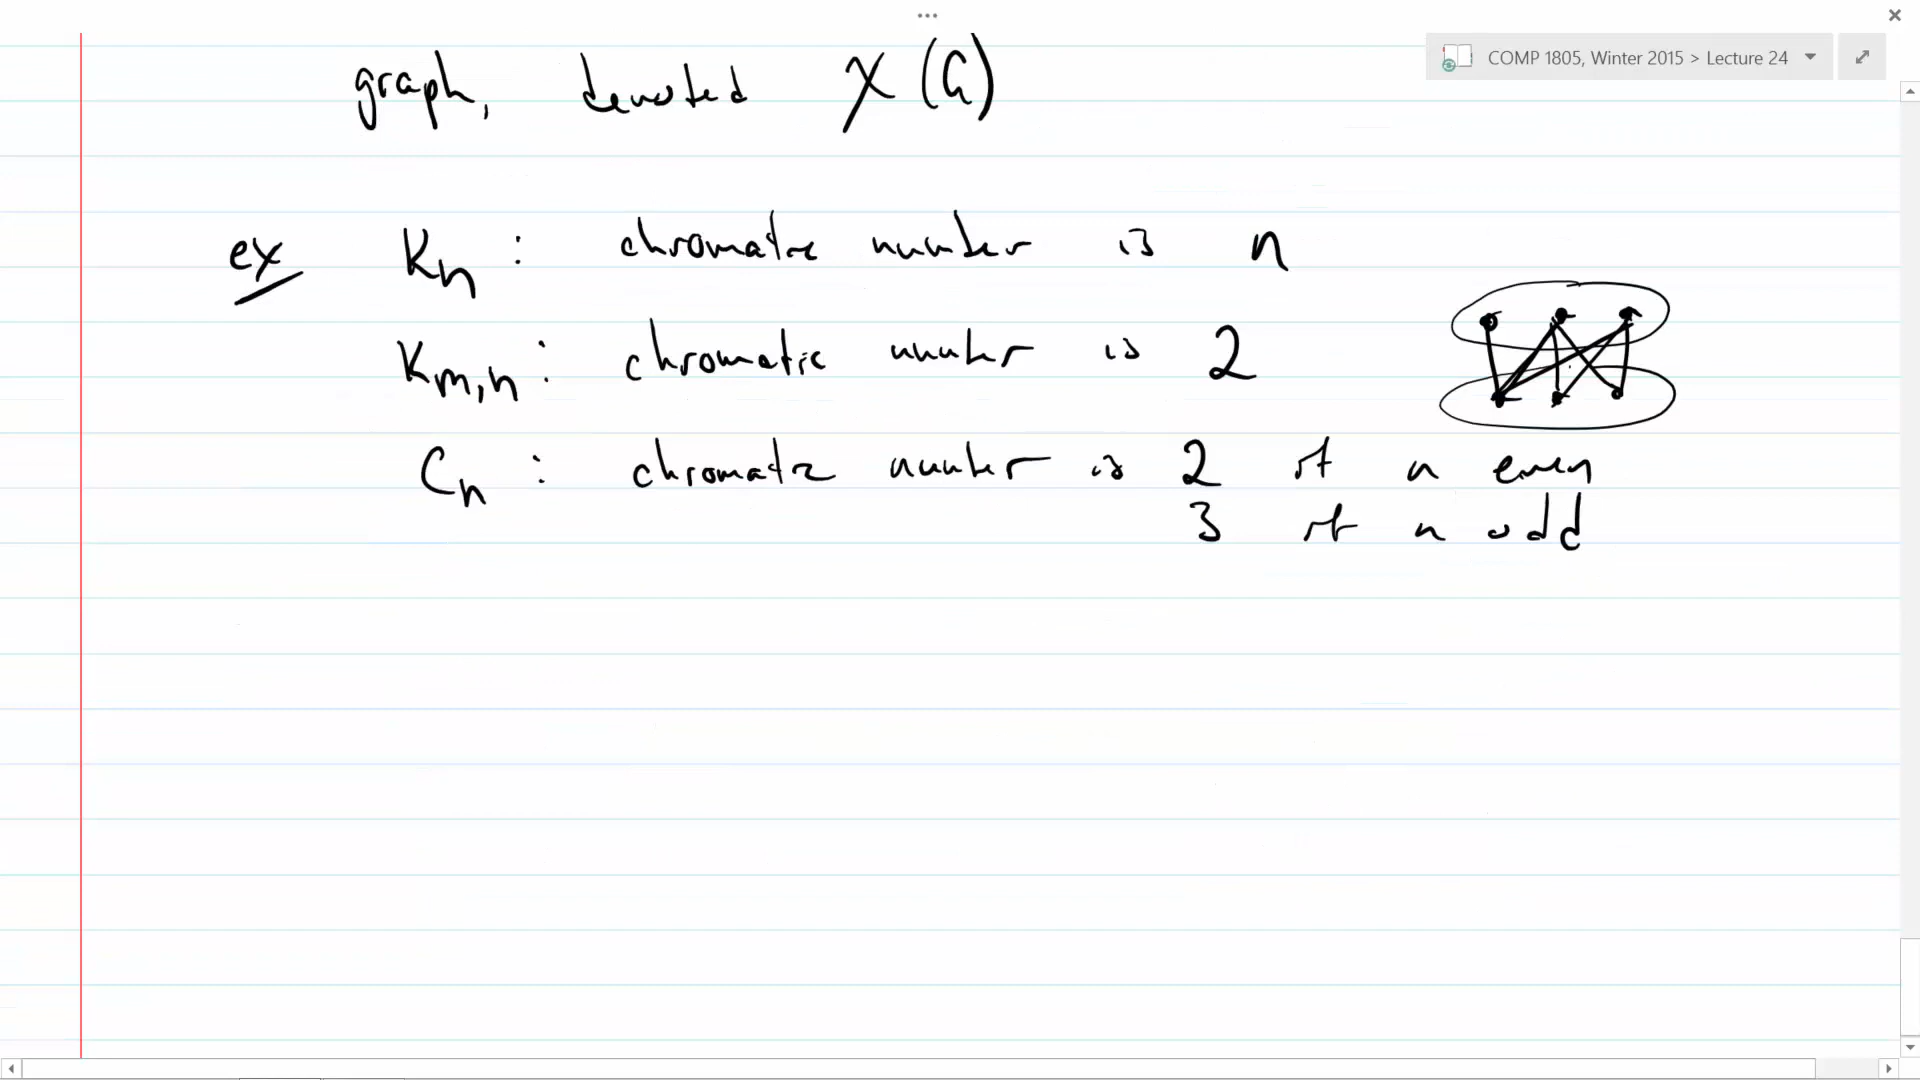 COMP 1805, Winter 2015 > Lecture 24
graph, denoted χ(G)
ex Kn : chromatic number is n
Km,n : chromatic number is 2
Cn : chromatic number is 2 if n even
3 if n odd